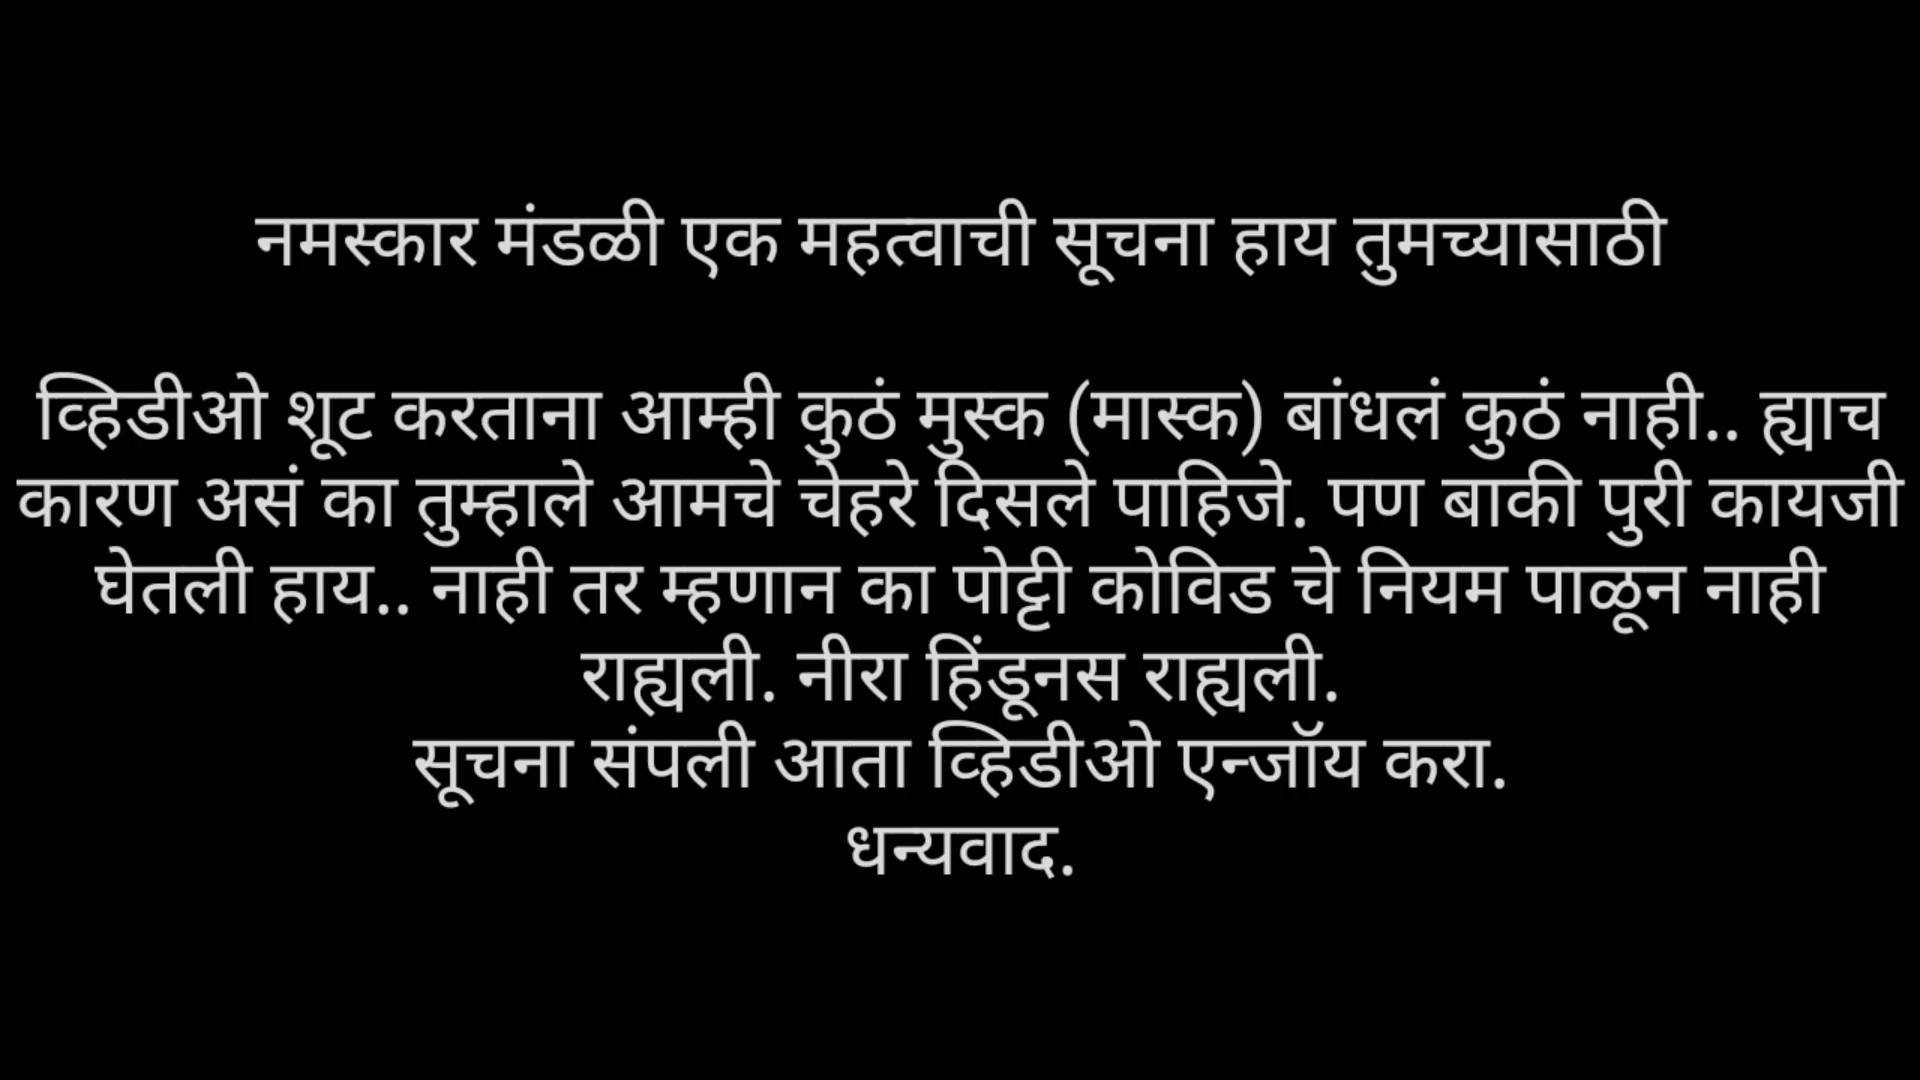 नमस्कार मंडळी एक महत्वाची सूचना हाय तुमच्यासाठी
व्हिडीओ शूट करताना आम्ही कुठं मुस्क (मास्क) बांधलं कुठं नाही.. ह्याच
कारण असं का तुम्हाले आमचे चेहरे दिसले पाहिजे. पण बाकी पुरी कायजी
घेतली हाय.. नाही तर म्हणान का पोट्टी कोविड चे नियम पाळून नाही
राह्यली. नीरा हिंडूनस राह्यली.
सूचना संपली आता व्हिडीओ एन्जॉय करा.
धन्यवाद.